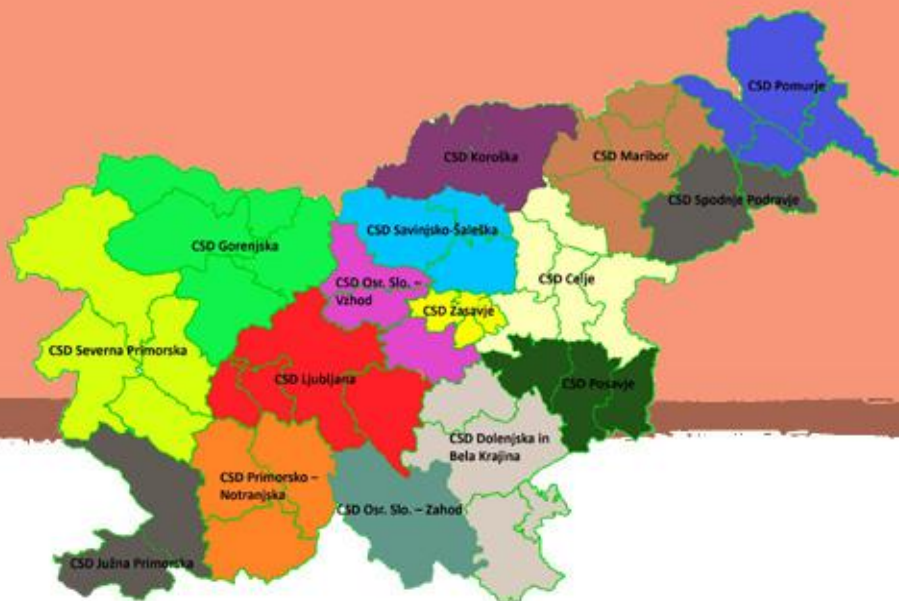 CSD Pomurje
CSD Koroška
CSD Maribor
CSD Spodnje Podravje
CSD Savinjsko-Šaleška
CSD Gorenjska
CSD Osr. Slo. –
Vzhod
CSD Celje
CSD Zasavje
CSD Severna Primorska
CSD Ljubljana
CSD Posavje
CSD Dolenjska in
Bela Krajina
CSD Primorsko –
Notranjska
CSD Osr. Slo. – Zahod
CSD Južna Primorska